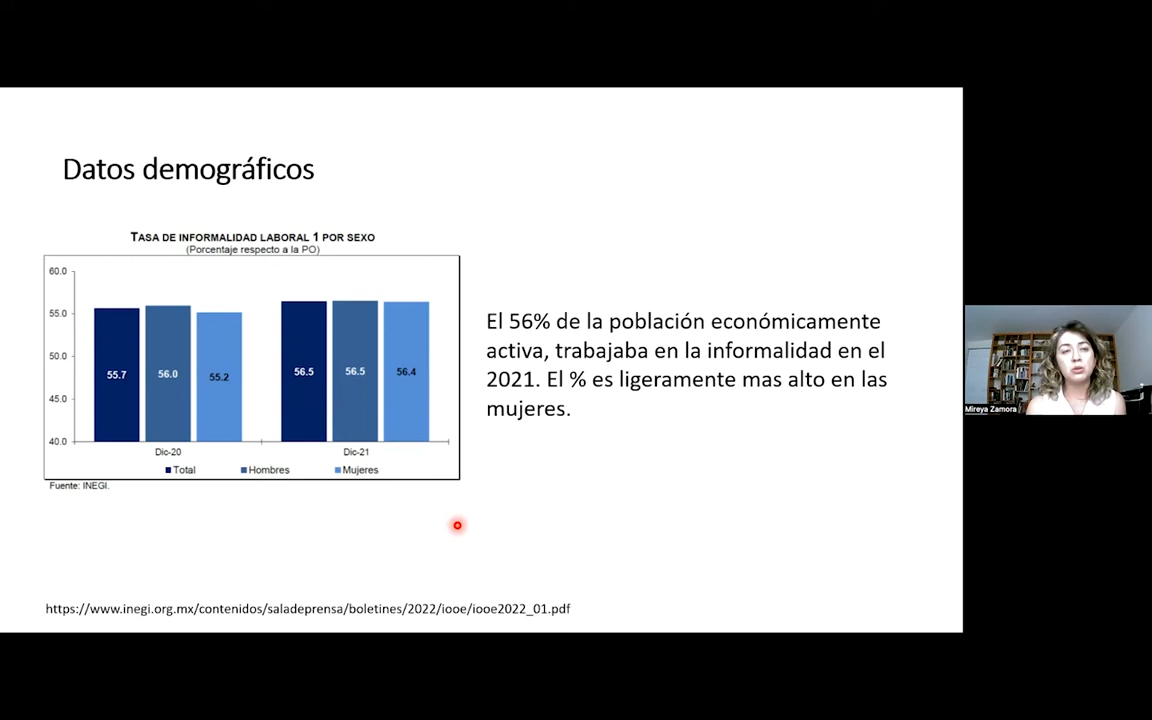 Datos demográficos
TASA DE INFORMALIDAD LABORAL 1 POR SEXO
(Porcentaje respecto a la PO)
60.0
55.0
50.0
45.0
40.0
55.7
56.0
55.2
56.5
56.5
56.4
Dic-20
Dic-21
Total
Hombres
Mujeres
Fuente: INEGI.
El 56% de la población económicamente
activa, trabajaba en la informalidad en el
2021. El % es ligeramente mas alto en las
mujeres.
Mireya Zamora
https://www.inegi.org.mx/contenidos/saladeprensa/boletines/2022/iooe/iooe2022_01.pdf